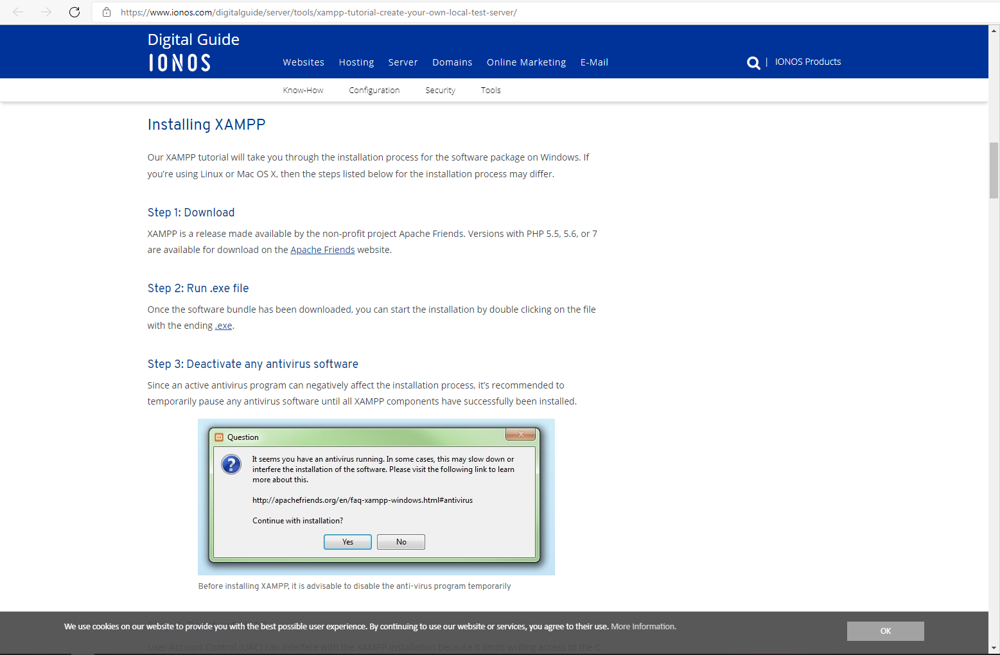 https://www.ionos.com/digitalguide/server/tools/xampp-tutorial-create-your-own-local-test-server/
Digital Guide
IONOS
Websites Hosting Server Domains Online Marketing E-Mail
| IONOS Products
Know-How Configuration Security Tools
Installing XAMPP
Our XAMPP tutorial will take you through the installation process for the software package on Windows. If
you’re using Linux or Mac OS X, then the steps listed below for the installation process may differ.
Step 1: Download
XAMPP is a release made available by the non-profit project Apache Friends. Versions with PHP 5.5, 5.6, or 7
are available for download on the Apache Friends website.
Step 2: Run .exe file
Once the software bundle has been downloaded, you can start the installation by double clicking on the file
with the ending .exe.
Step 3: Deactivate any antivirus software
Since an active antivirus program can negatively affect the installation process, it’s recommended to
temporarily pause any antivirus software until all XAMPP components have successfully been installed.
Question
It seems you have an antivirus running. In some cases, this may slow down or
interfere the installation of the software. Please visit the following link to learn
more about this.
http://apachefriends.org/en/faq-xampp-windows.html#antivirus
Continue with installation?
Yes No
Before installing XAMPP, it is advisable to disable the anti-virus program temporarily
We use cookies on our website to provide you with the best possible user experience. By continuing to use our website or services, you agree to their use. More Information.
OK
User Account Control (UAC) can interfere with the XAMPP installation because it limits writing access to the C: